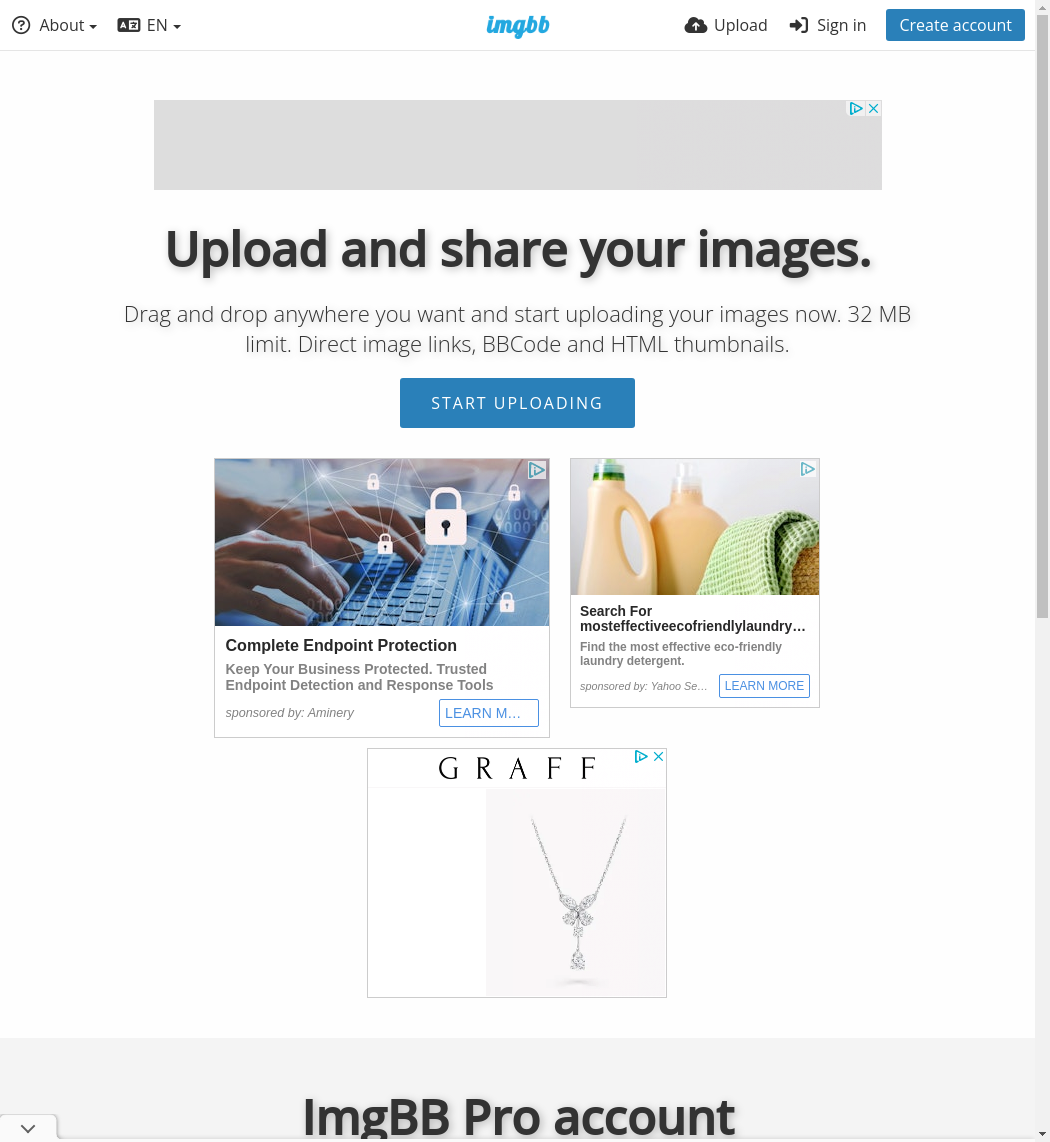 About
EN
imgbb
Upload
Sign in
Create account
Upload and share your images.
Drag and drop anywhere you want and start uploading your images now. 32 MB
limit. Direct image links, BBCode and HTML thumbnails.
START UPLOADING
Complete Endpoint Protection
Keep Your Business Protected. Trusted
Endpoint Detection and Response Tools
sponsored by: Aminery
LEARN M…
Search For
mosteffectiveecofriendlylaundry…
Find the most effective eco-friendly
laundry detergent.
sponsored by: Yahoo Se…
LEARN MORE
GRAFF
ImgBB Pro account